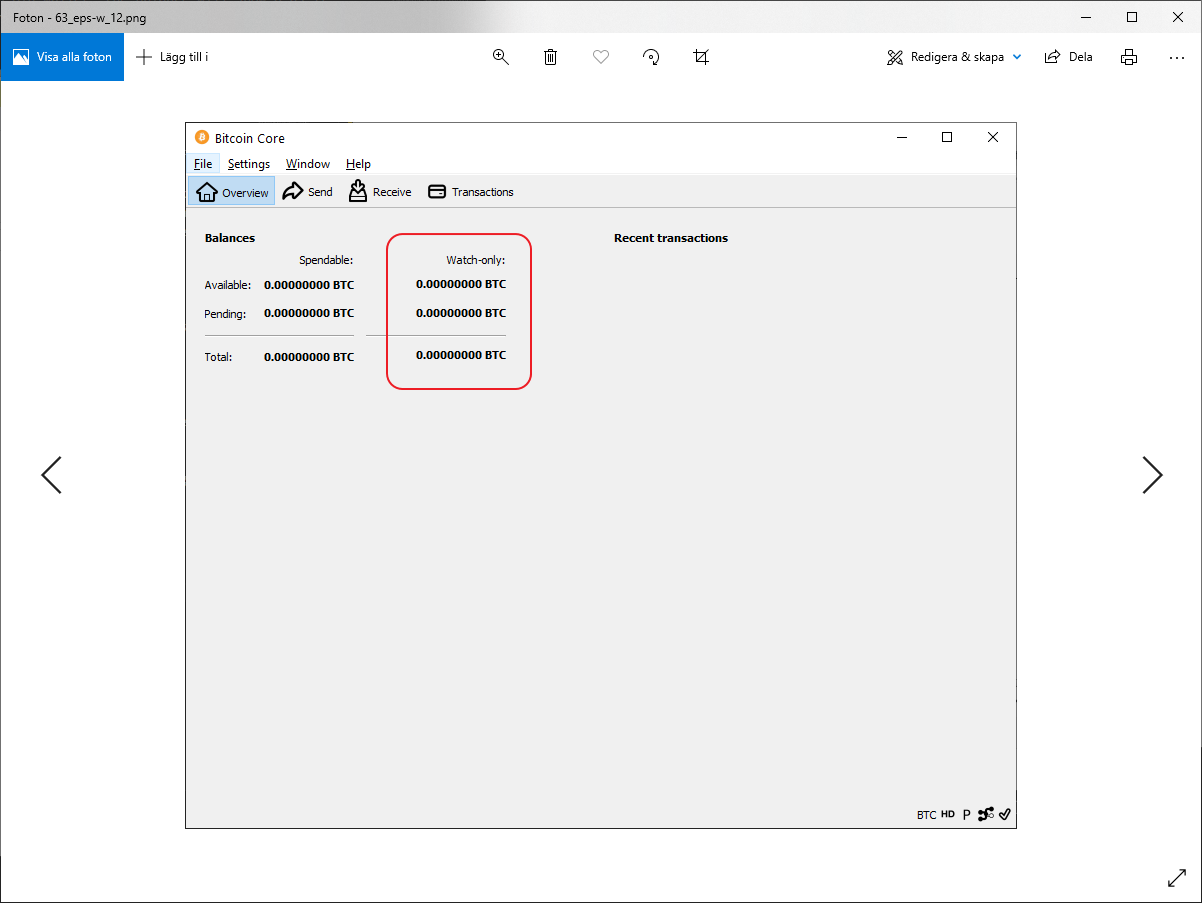 Foton - 63_eps-w_12.png
Visa alla foton
Lägg till i
Redigera & skapa
Dela
Bitcoin Core
File Settings Window Help
Overview Send Receive Transactions
Balances
Recent transactions
Spendable: Watch-only:
Available: 0.00000000 BTC 0.00000000 BTC
Pending: 0.00000000 BTC 0.00000000 BTC
Total: 0.00000000 BTC 0.00000000 BTC
BTC HD P